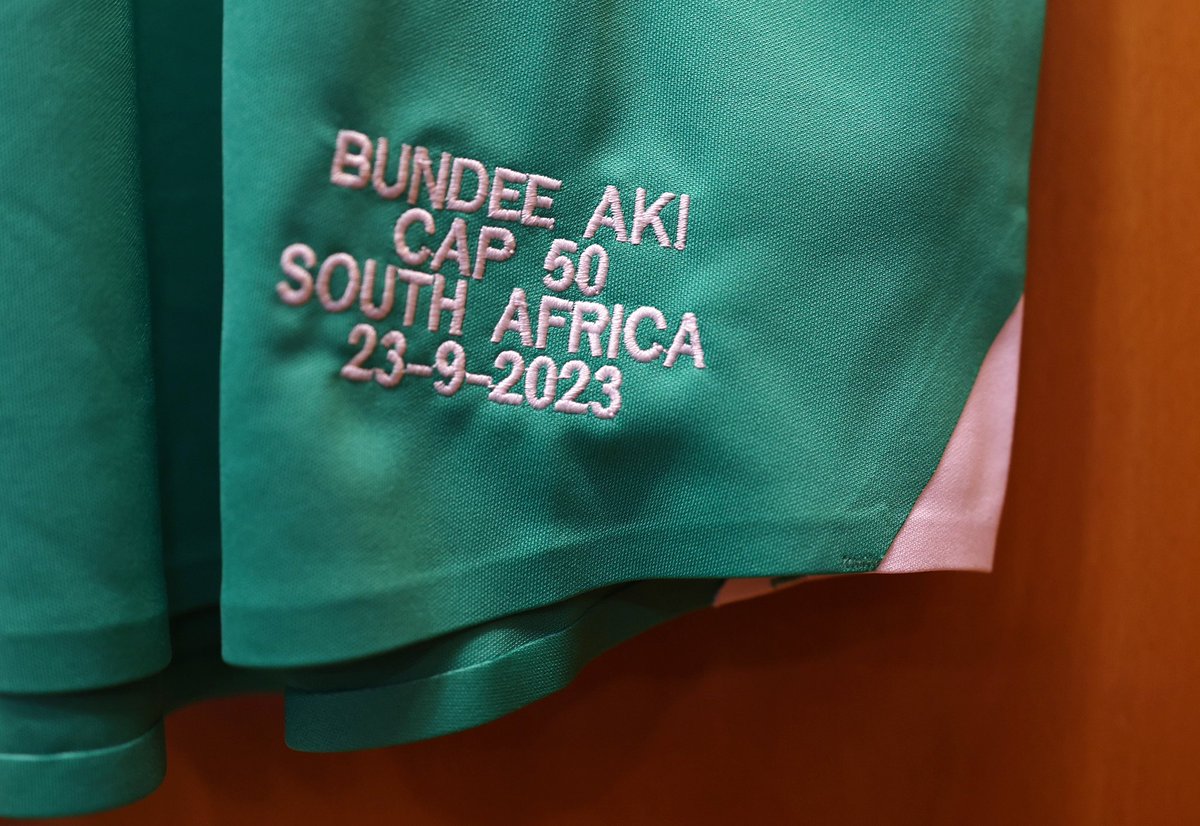 BUNDEE AKI
CAP 50
SOUTH AFRICA
23-9-2023